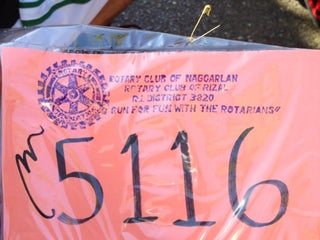 ROTARY CLUB OF NAGCARLAN
ROTARY CLUB OF RIZAL
R.I. DISTRICT 3820
RUN FOR FUN WITH THE ROTARIANS"
5116